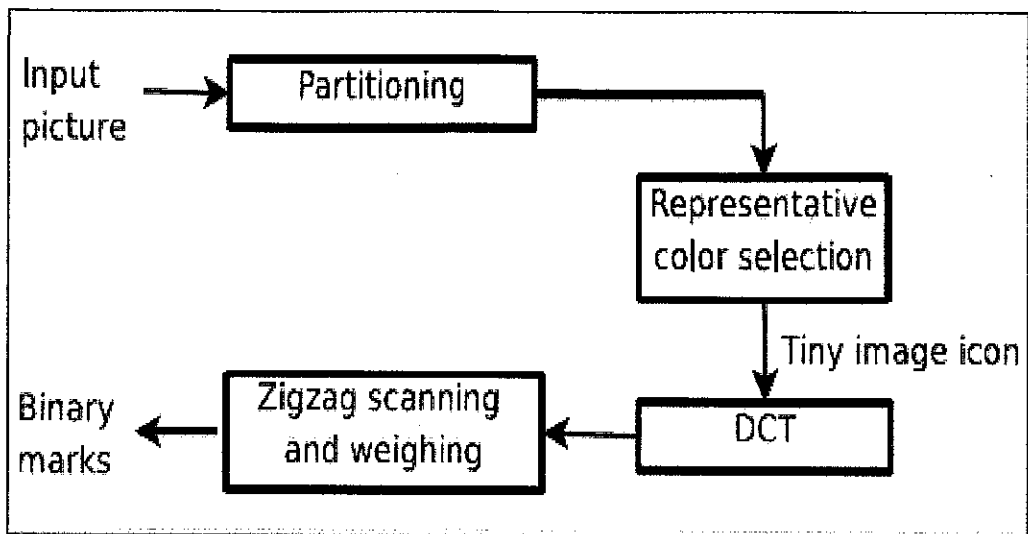 Input
picture
Partitioning
Representative
color selection
Tiny image icon
DCT
Zigzag scanning
and weighing
Binary
marks